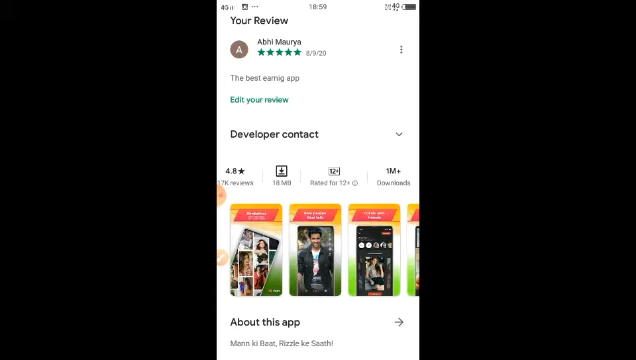 4G
18:59
Your Review
A
Abhi Maurya
8/9/20
The best earnig app
Edit your review
Developer contact
4.8★
12+
1M+
17K reviews
18 MB
Rated for 12+
Downloads
About this app
Mann ki Baat, Rizzle ke Saath!